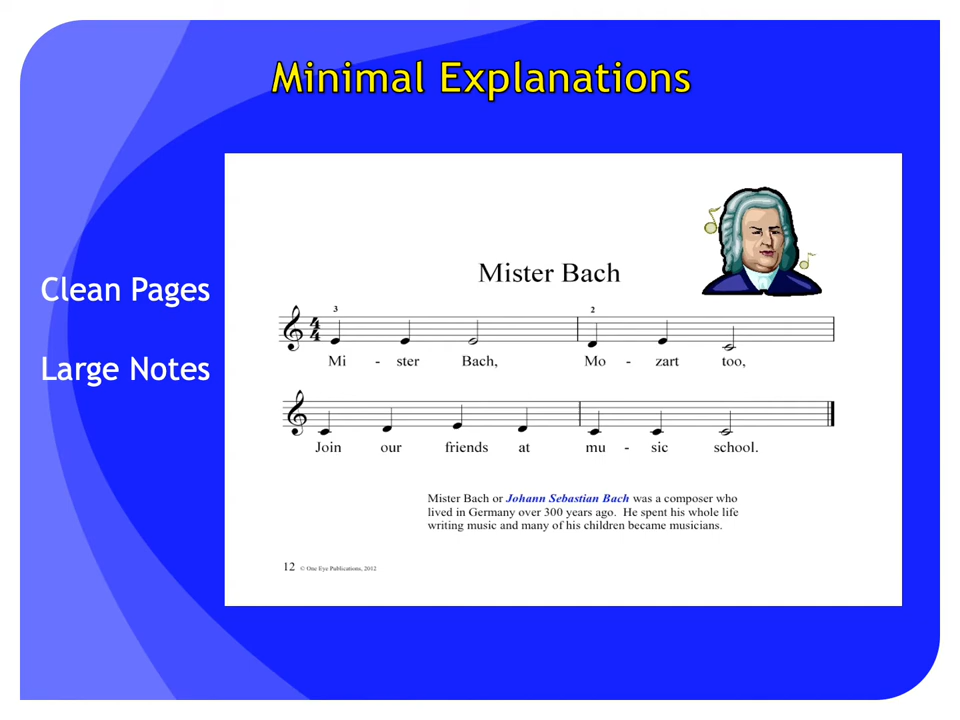 Minimal Explanations
Clean Pages
Large Notes
Mister Bach
3 2
4
4
Mi - ster Bach, Mo - zart too,
Join our friends at mu - sic school.
Mister Bach or Johann Sebastian Bach was a composer who
lived in Germany over 300 years ago. He spent his whole life
writing music and many of his children became musicians.
12 © One Eye Publications, 2012